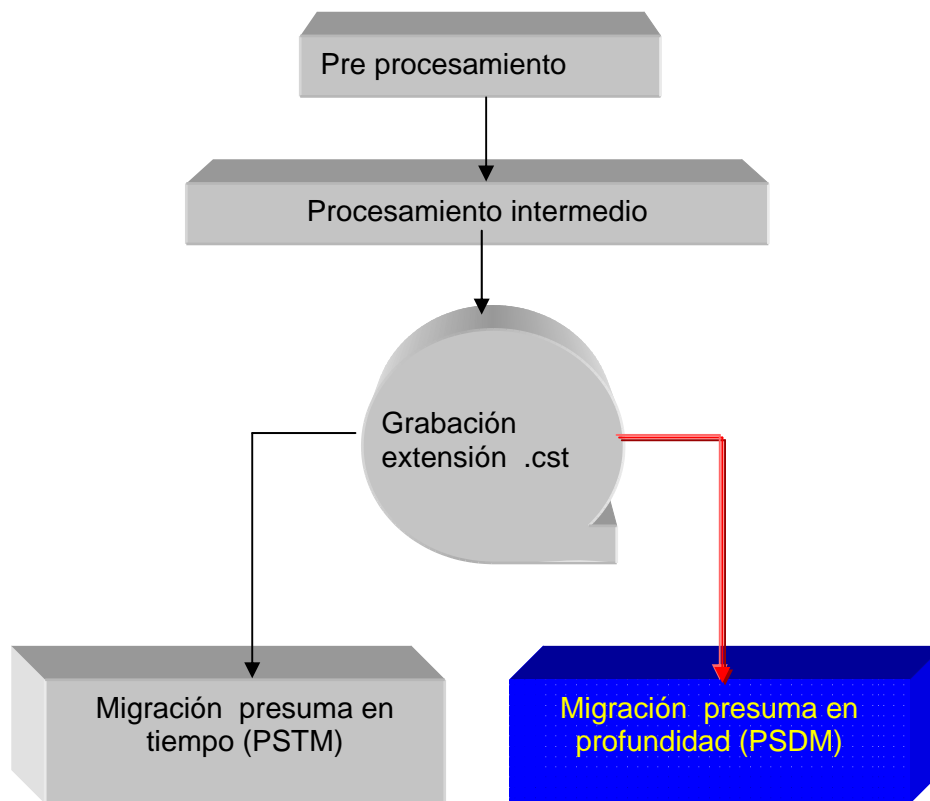 Pre procesamiento
Procesamiento intermedio
Grabación
extensión .cst
Migración presuma en
tiempo (PSTM)
Migración presuma en
profundidad (PSDM)